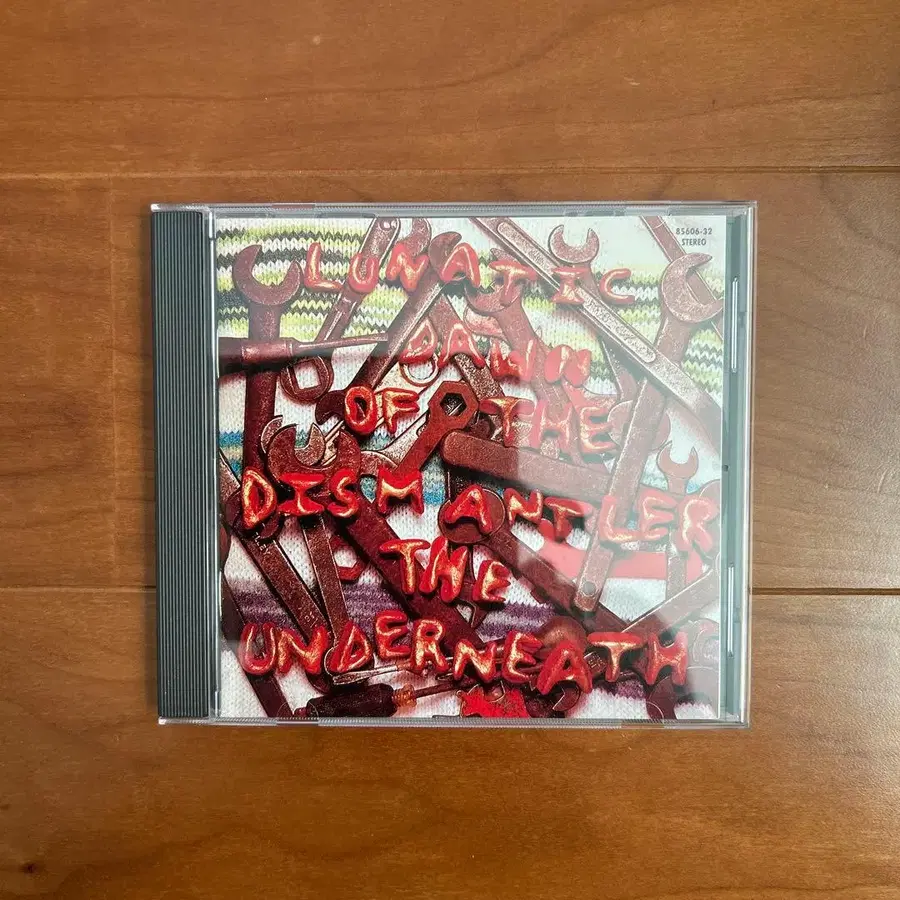 85606-32
STEREO
LUNATIC
DAWN
OF THE
DISMANTLER
THE
UNDERNEATH